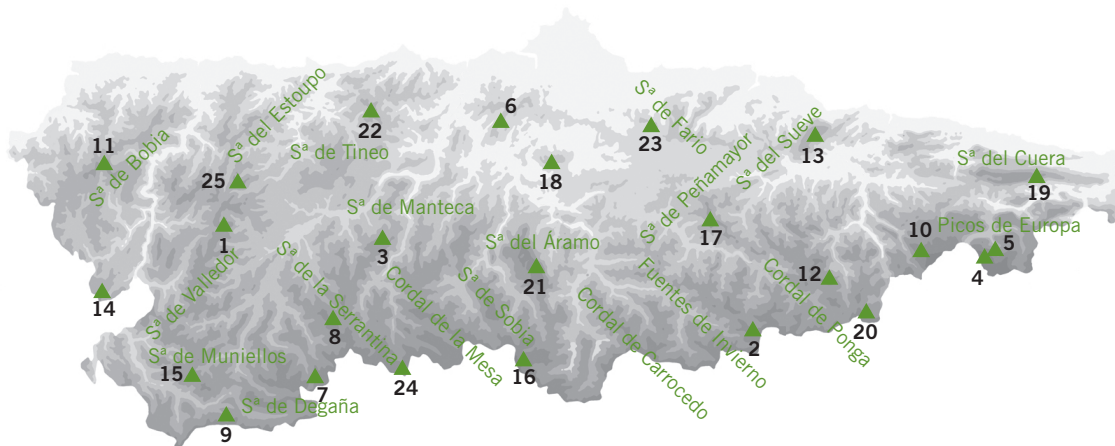 6
Sª del Estoupo
Sª de Fario
22
Sª del Sueve
13
11
Sª de Bobia
Sª de Tineo
23
Sª de Peñamayor
Sª del Cuera
18
25
19
Sª de Manteca
1
3
Sª del Áramo
17
10
Picos de Europa
5
4
Sª de Valledor
Sª de la Serrantina
Cordal de la Mesa
Sª de Sobia
21
Fuentes de Invierno
12
Cordal de Ponga
14
Cordal de Carrocedo
20
8
2
Sª de Muniellos
15
7
24
16
Sª de Degaña
9